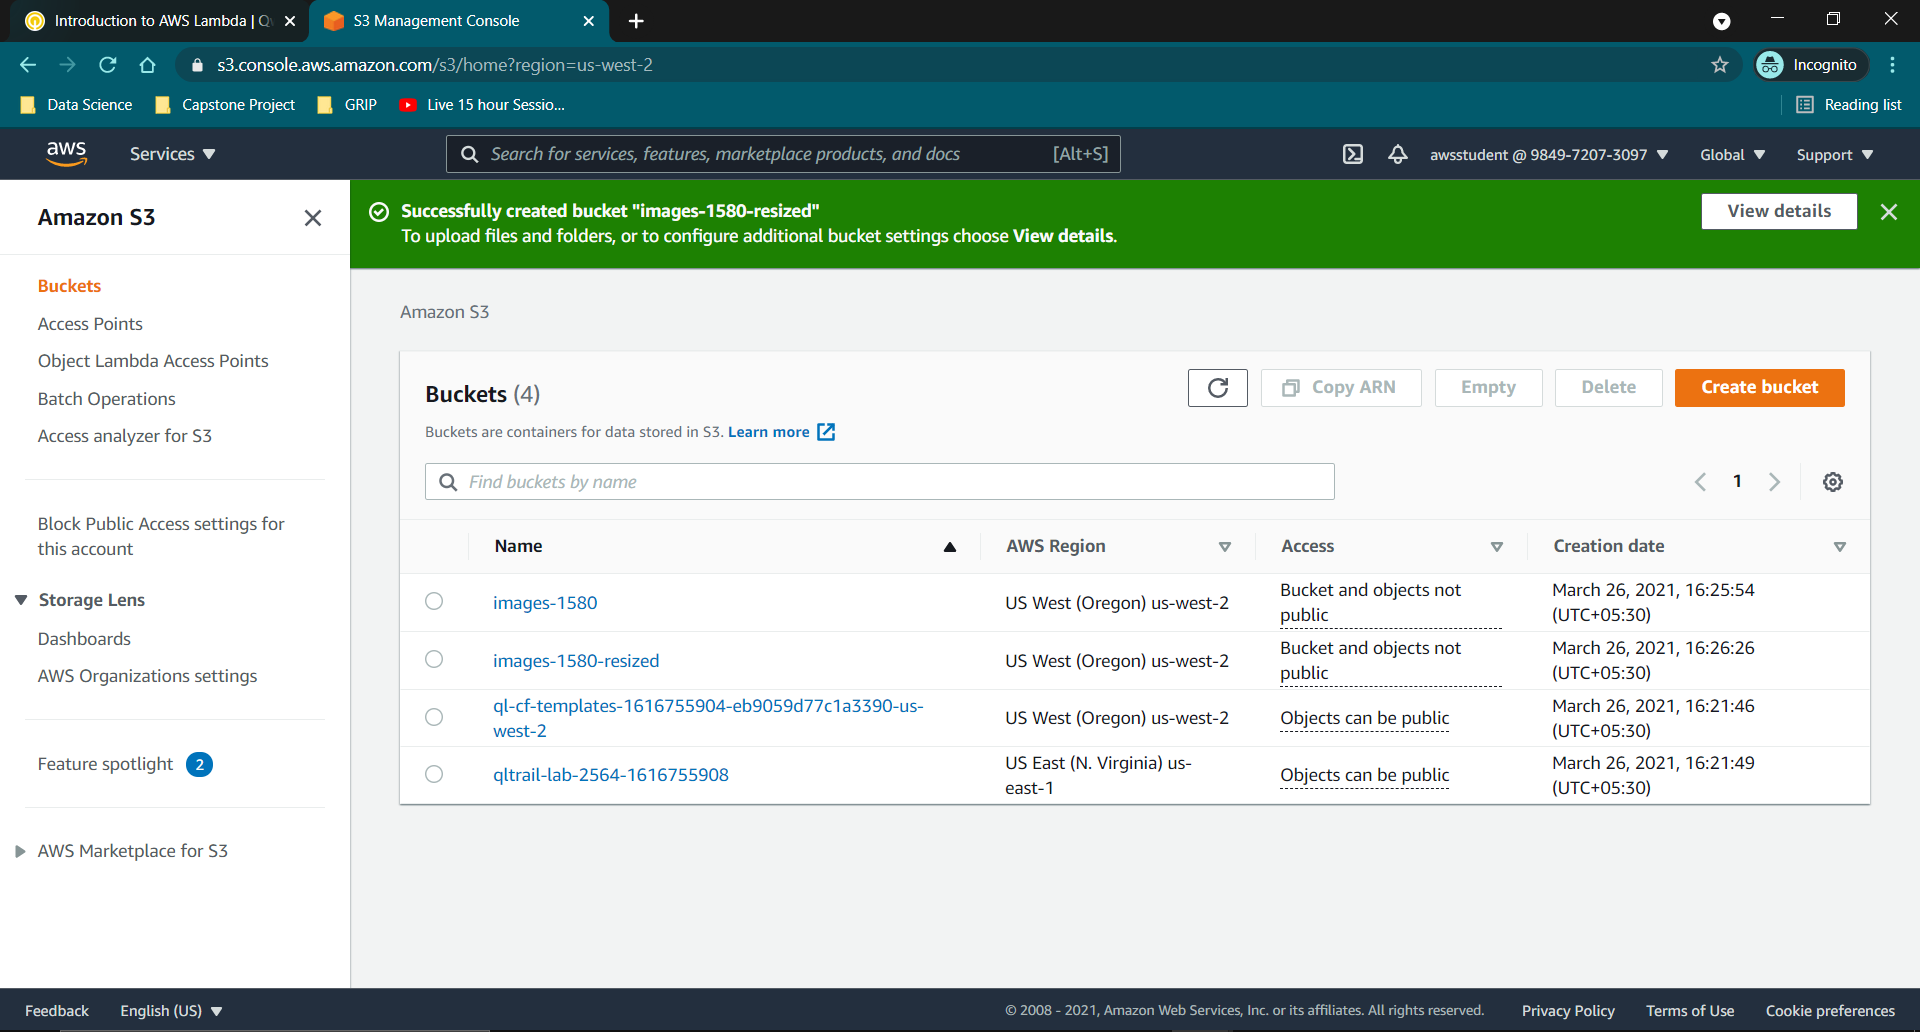 Introduction to AWS Lambda | Q
S3 Management Console
s3.console.aws.amazon.com/s3/home?region=us-west-2
Incognito
Data Science
Capstone Project
GRIP
Live 15 hour Sessio...
Reading list
aws
Services
Search for services, features, marketplace products, and docs
[Alt+S]
awsstudent @ 9849-7207-3097
Global
Support
Amazon S3
Buckets
Access Points
Object Lambda Access Points
Batch Operations
Access analyzer for S3
Block Public Access settings for
this account
Storage Lens
Dashboards
AWS Organizations settings
Feature spotlight 2
AWS Marketplace for S3
Successfully created bucket "images-1580-resized"
To upload files and folders, or to configure additional bucket settings choose View details.
View details
Amazon S3
Buckets (4)
Copy ARN
Empty
Delete
Create bucket
Buckets are containers for data stored in S3. Learn more
Find buckets by name
1
Name
AWS Region
Access
Creation date
images-1580
US West (Oregon) us-west-2
Bucket and objects not
public
March 26, 2021, 16:25:54
(UTC+05:30)
images-1580-resized
US West (Oregon) us-west-2
Bucket and objects not
public
March 26, 2021, 16:26:26
(UTC+05:30)
ql-cf-templates-1616755904-eb9059d77c1a3390-us-
west-2
US West (Oregon) us-west-2
Objects can be public
March 26, 2021, 16:21:46
(UTC+05:30)
qltrail-lab-2564-1616755908
US East (N. Virginia) us-
east-1
Objects can be public
March 26, 2021, 16:21:49
(UTC+05:30)
Feedback
English (US)
© 2008 - 2021, Amazon Web Services, Inc. or its affiliates. All rights reserved.
Privacy Policy
Terms of Use
Cookie preferences